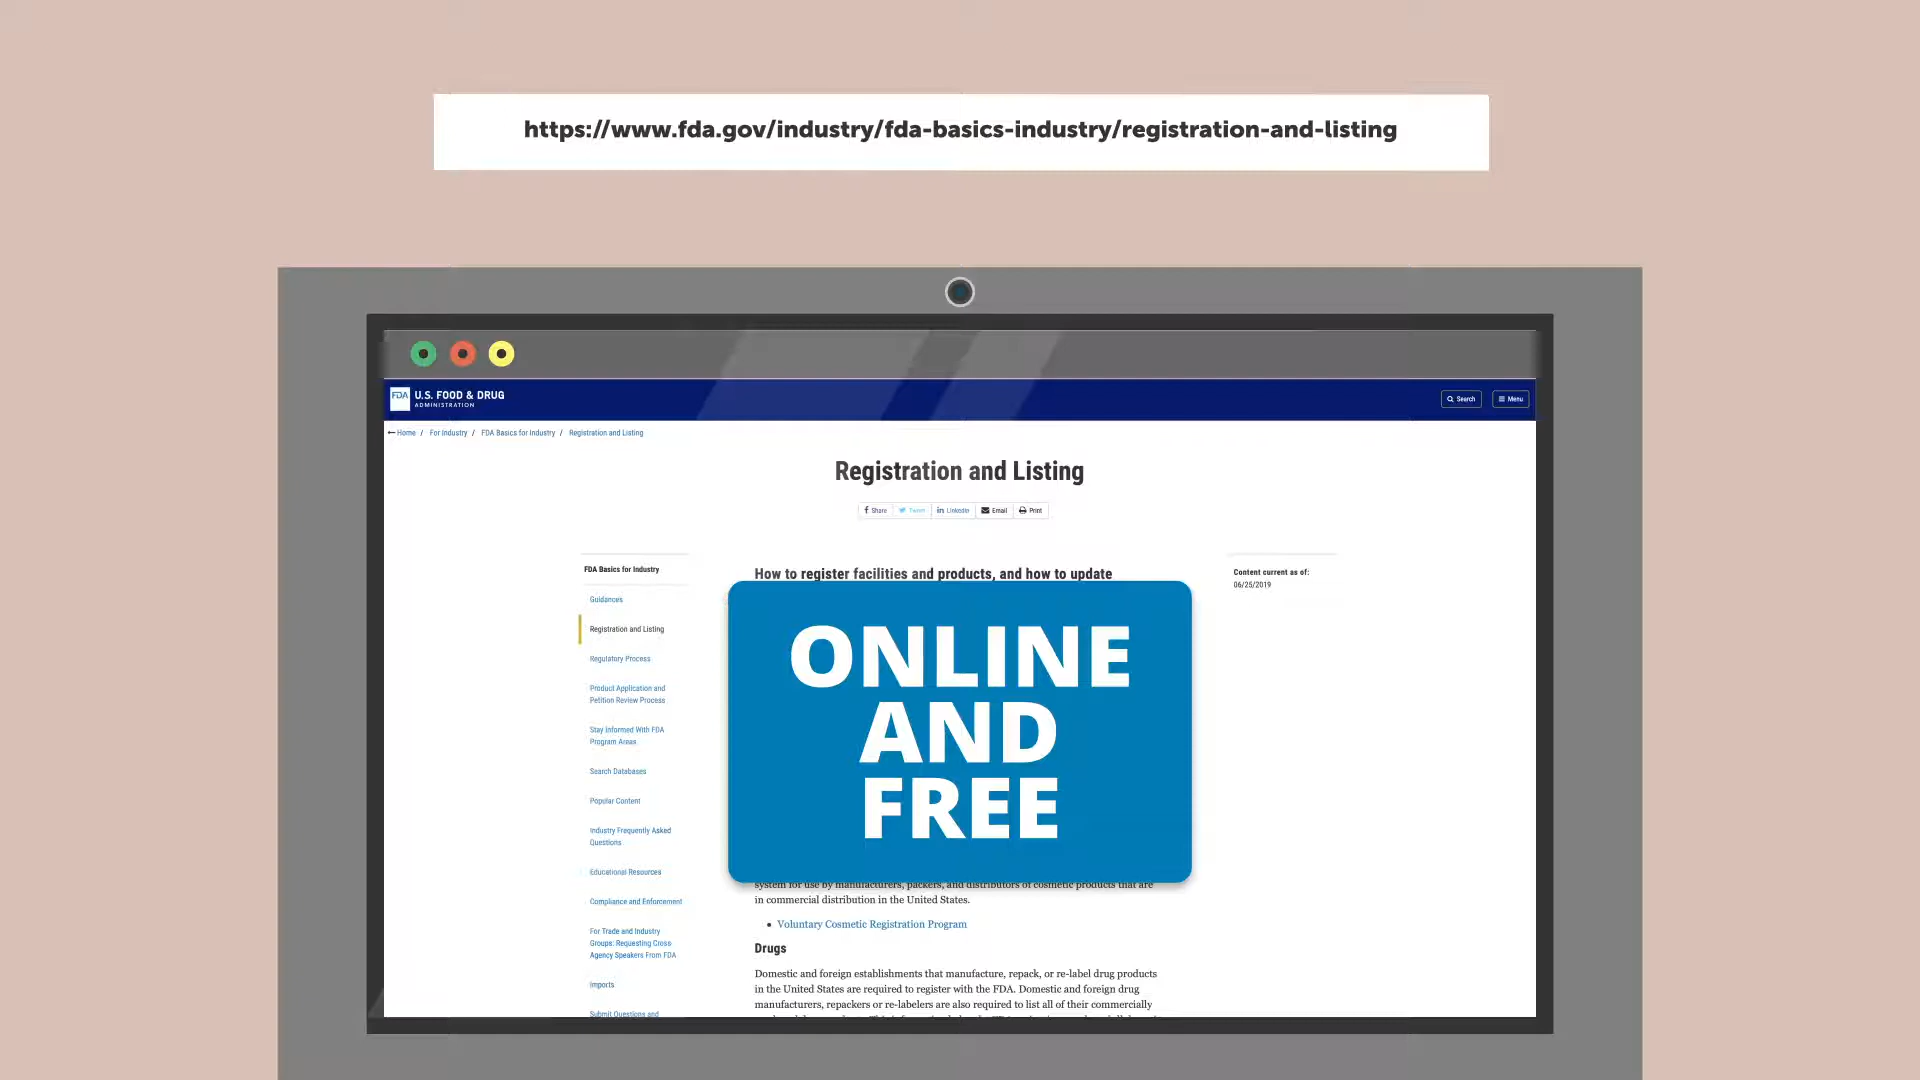 https://www.fda.gov/industry/fda-basics-industry/registration-and-listing
FDA
U.S. FOOD & DRUG
ADMINISTRATION
Search
Menu
Home / For Industry / FDA Basics for Industry / Registration and Listing
Registration and Listing
Share
Tweet
LinkedIn
Email
Print
FDA Basics for Industry
Guidances
Registration and Listing
Regulatory Process
Product Application and
Petition Review Process
Stay Informed With FDA
Program Areas
Search Databases
Popular Content
Industry Frequently Asked
Questions
Educational Resources
Compliance and Enforcement
For Trade and Industry
Groups: Requesting Cross-
Agency Speakers From FDA
Imports
Submit Questions and
How to register facilities and products, and how to update
ONLINE
AND
FREE
system for use by manufacturers, packers, and distributors of cosmetic products that are
in commercial distribution in the United States.
• Voluntary Cosmetic Registration Program
Drugs
Domestic and foreign establishments that manufacture, repack, or re-label drug products
in the United States are required to register with the FDA. Domestic and foreign drug
manufacturers, repackers or re-labelers are also required to list all of their commercially
Content current as of:
06/25/2019